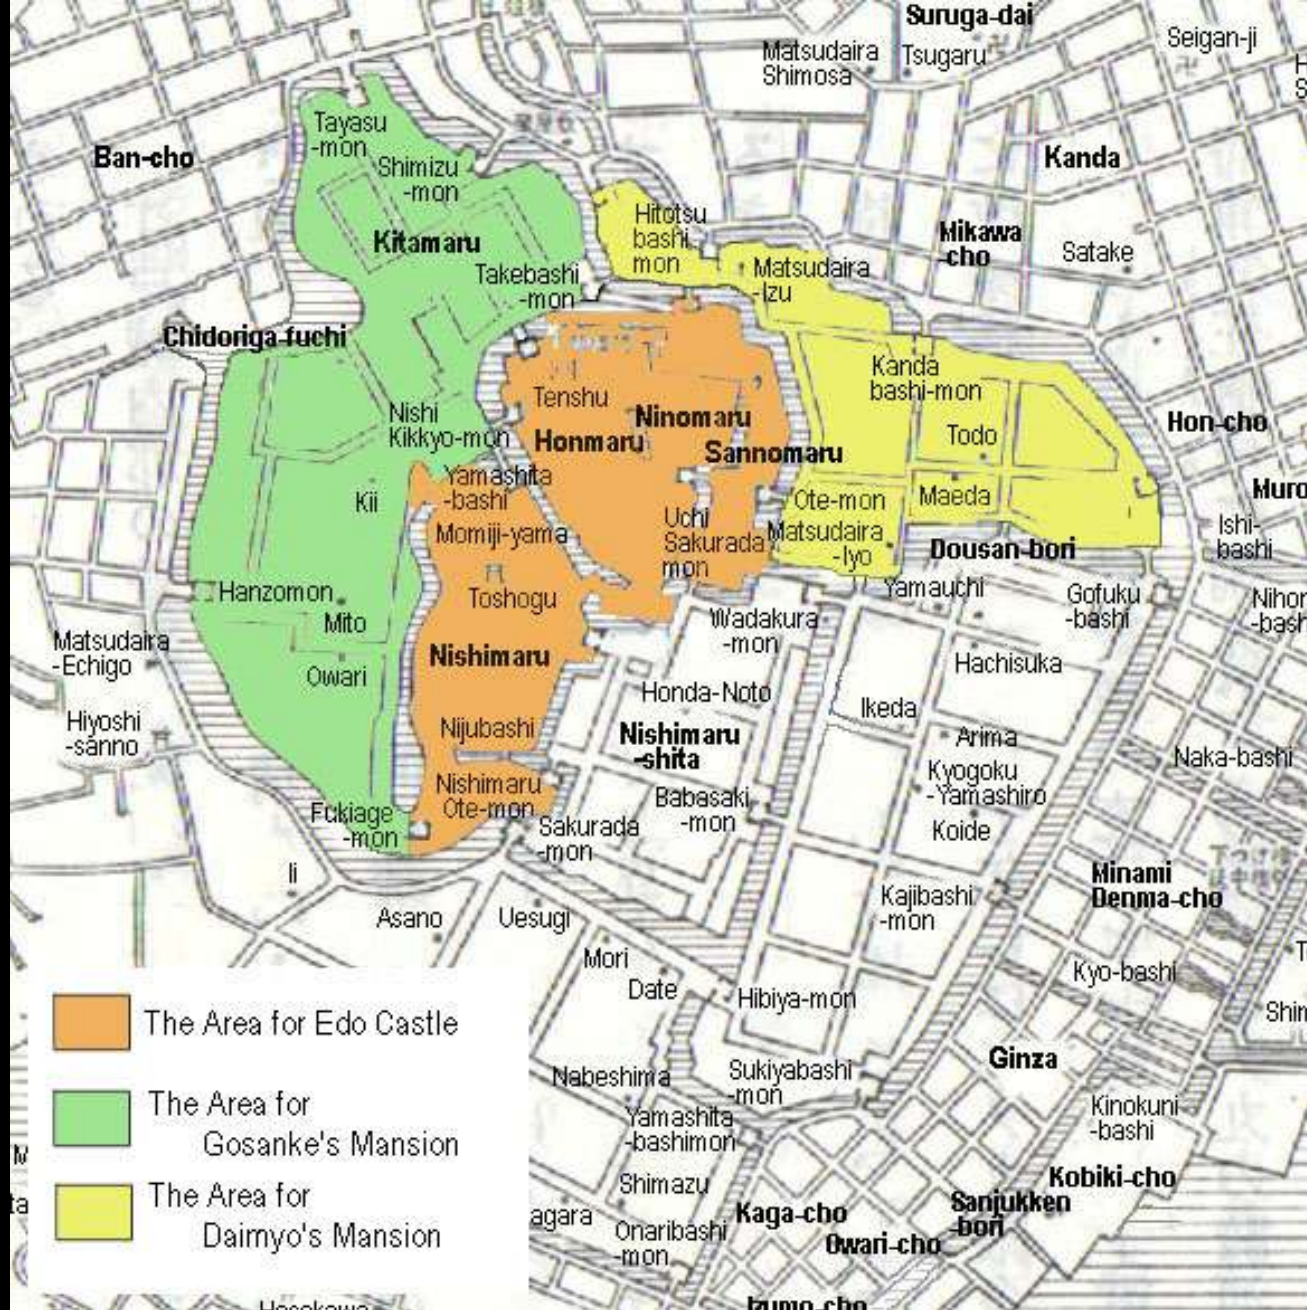 Suruga-dai
Matsudaira
Shimosa
Tsugaru
Seigan-ji
Tayasu
-mon
Ban-cho
Shimizu
-mon
Kanda
Hitotsu
bashi
mon
Kitamaru
Mikawa
-cho
Satake
Takebashi
-mon
Matsudaira
-Izu
Chidoriga-fuchi
Kanda
bashi-mon
Tenshu
Nishi
Kikkyo-mon
Ninomaru
Honmaru
Sannomaru
Todo
Hon-cho
Yamashita
-bashi
Kii
Ote-mon
Maeda
Muro
Momiji-yama
Uchi
Sakurada
mon
Matsudaira
-Iyo
Dousan-bori
Ishi-
bashi
Hanzomon
Toshogu
Yamauchi
Gofuku
-bashi
Mito
Wadakura
-mon
Matsudaira
-Echigo
Nishimaru
Owari
Honda-Noto
Hachisuka
Ikeda
Hiyoshi
-sanno
Nijubashi
Nishimaru
-shita
Arima
Naka-bashi
Kyogoku
-Yamashiro
Nishimaru
Ote-mon
Babasaki
-mon
Fukiage
-mon
Sakurada
-mon
Koide
Ii
Minami
Denma-cho
Asano
Uesugi
Kajibashi
-mon
Mori
Date
Hibiya-mon
Kyo-bashi
The Area for Edo Castle
Ginza
Nabeshima
Sukiyabashi
-mon
The Area for
Gosanke's Mansion
Yamashita
-bashimon
Kinokuni
-bashi
Shimazu
Kobiki-cho
The Area for
Daimyo's Mansion
agara
Onaribashi
-mon
Kaga-cho
Owari-cho
Sanjukken
-bori
Izumo-cho